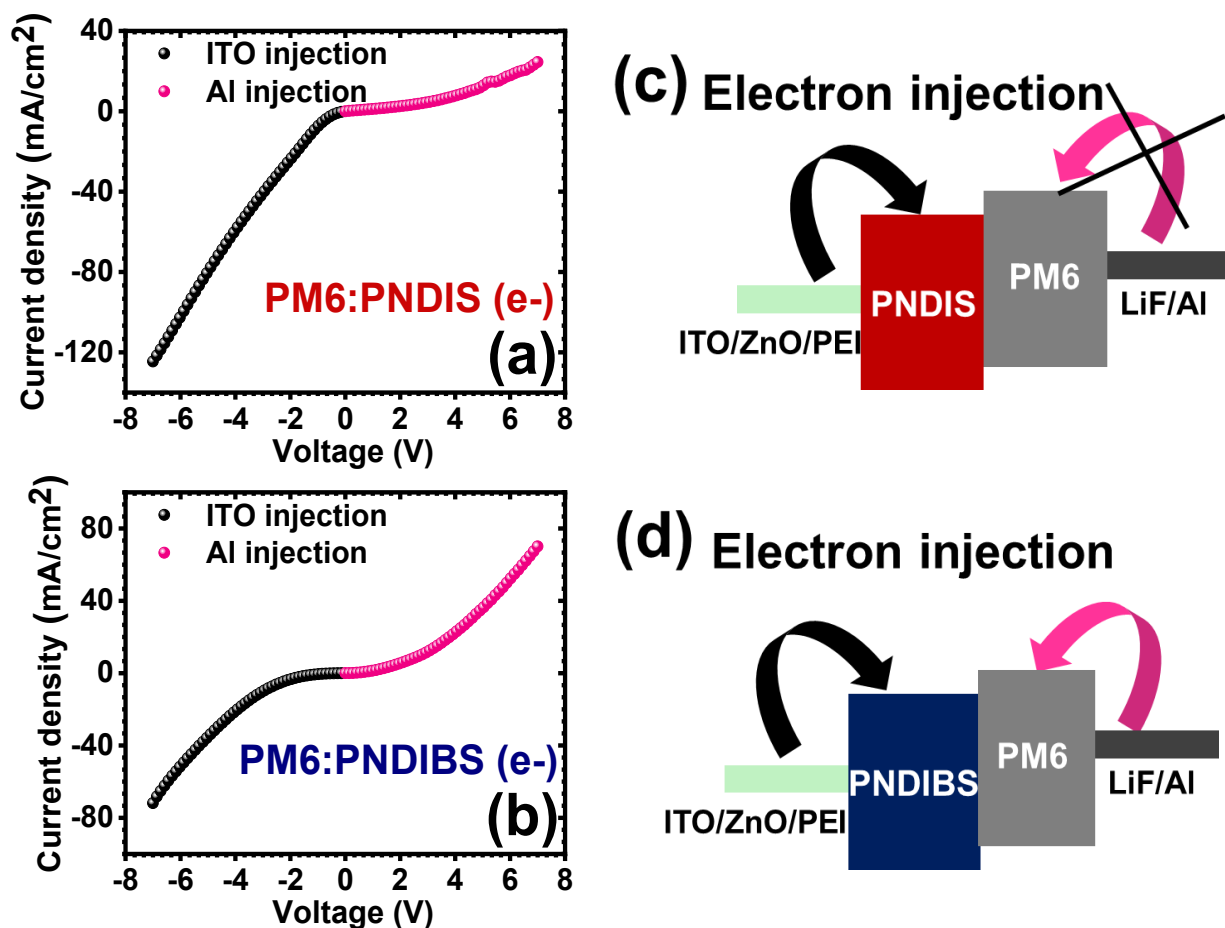 40
0
-40
-80
-120
Current density (mA/cm2)
ITO injection
Al injection
PM6:PNDIS (e-)
(a)
-8 -6 -4 -2 0 2 4 6 8
Voltage (V)
(c) Electron injection
PNDIS
PM6
ITO/ZnO/PEI
LiF/Al
80
40
0
-40
-80
Current density (mA/cm2)
ITO injection
Al injection
PM6:PNDIBS (e-)
(b)
-8 -6 -4 -2 0 2 4 6 8
Voltage (V)
(d) Electron injection
PNDIBS
PM6
ITO/ZnO/PEI
LiF/Al